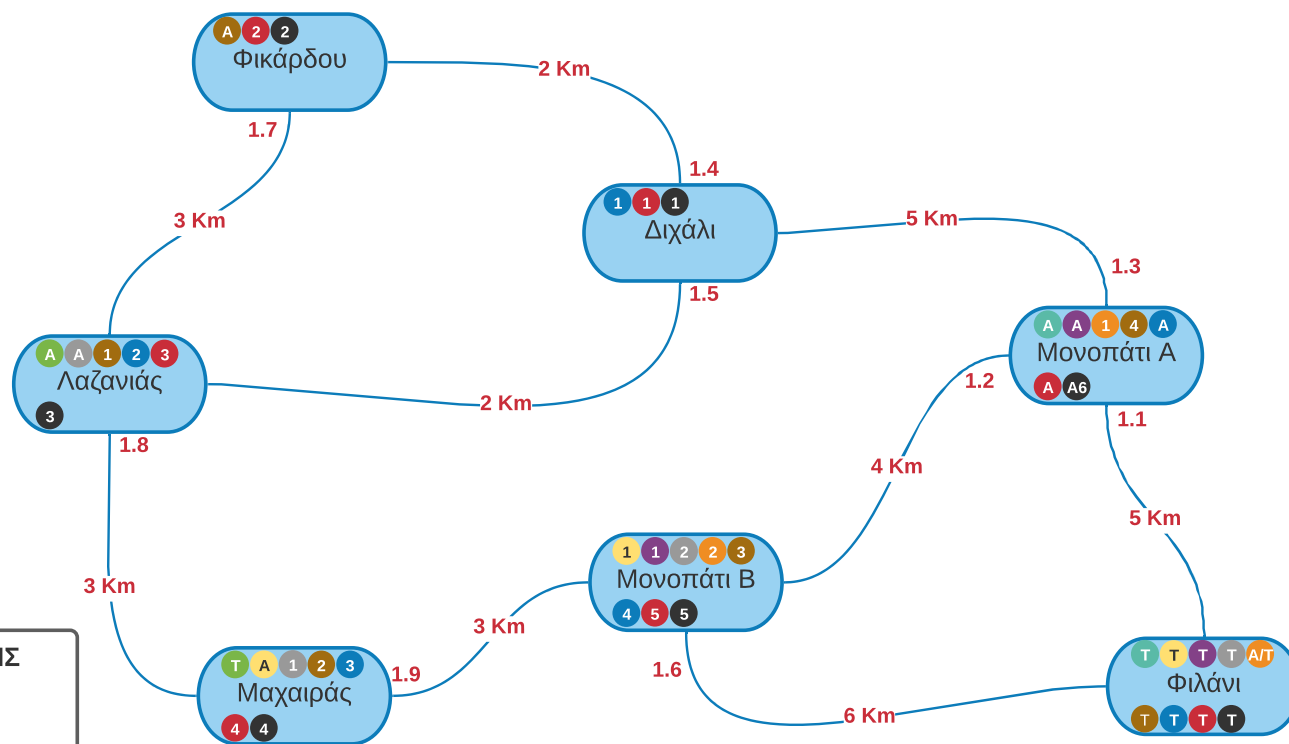 A 2 2
Φικάρδου
2 Km
1.7
1.4
1 1 1
Διχάλι
3 Km
5 Km
1.3
1.5
A A 1 4 A
Μονοπάτι Α
A A6
A A 1 2 3
Λαζανιάς
3
2 Km
1.2
1.1
1.8
4 Km
5 Km
1 1 2 2 3
Μονοπάτι Β
4 5 5
3 Km
3 Km
T A 1 2 3
Μαχαιράς
4 4
1.9
1.6
T T T T A/T
Φιλάνι
T T T T
6 Km